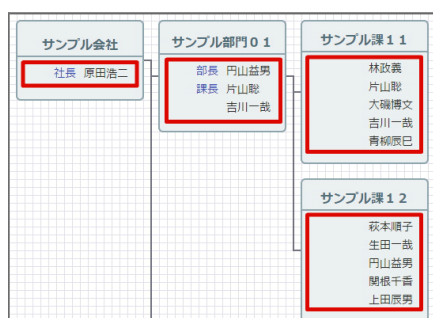 サンプル会社
社長 原田浩二
サンプル部門01
部長 円山益男
課長 片山聡
吉川一哉
サンプル課11
林政義
片山聡
大磯博文
吉川一哉
青柳辰巳
サンプル課12
萩本順子
生田一哉
円山益男
関根千香
上田辰男